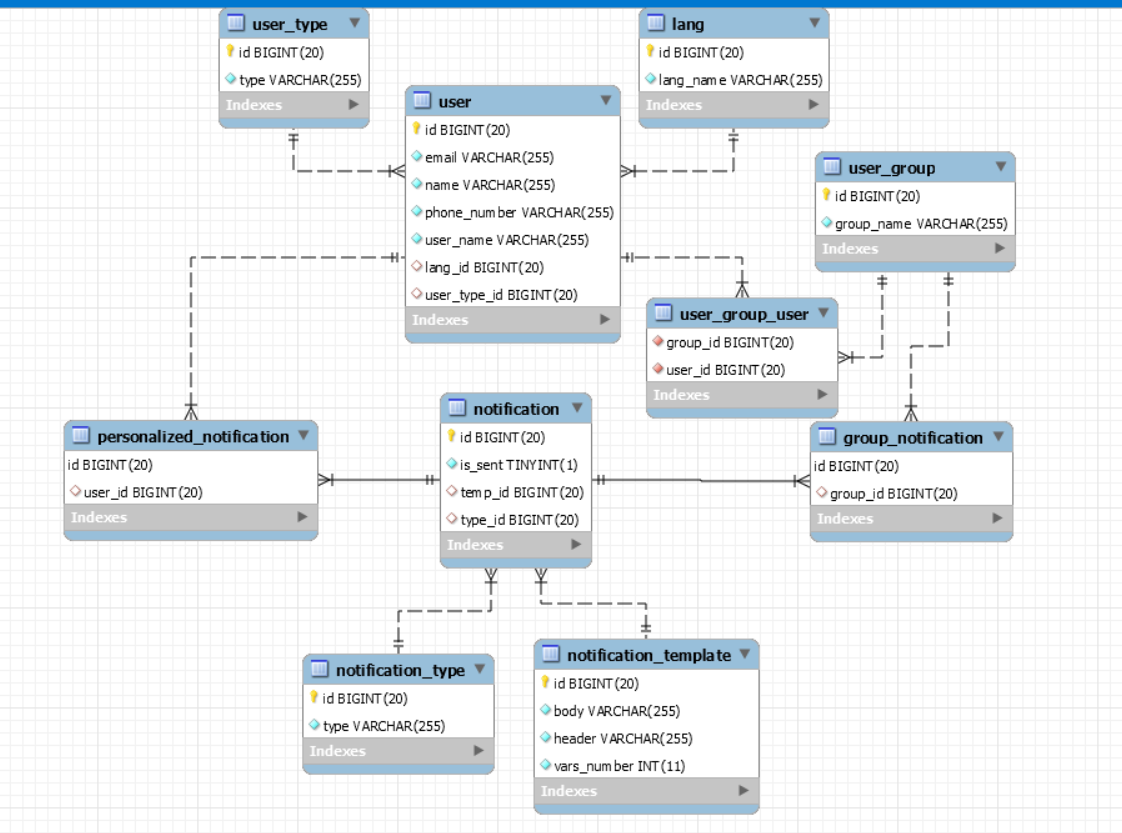 user_type
id BIGINT(20)
type VARCHAR(255)
Indexes
lang
id BIGINT(20)
lang_name VARCHAR(255)
Indexes
user
id BIGINT(20)
email VARCHAR(255)
name VARCHAR(255)
phone_number VARCHAR(255)
user_name VARCHAR(255)
lang_id BIGINT(20)
user_type_id BIGINT(20)
Indexes
user_group
id BIGINT(20)
group_name VARCHAR(255)
Indexes
user_group_user
group_id BIGINT(20)
user_id BIGINT(20)
Indexes
personalized_notification
id BIGINT(20)
user_id BIGINT(20)
Indexes
notification
id BIGINT(20)
is_sent TINYINT(1)
temp_id BIGINT(20)
type_id BIGINT(20)
Indexes
group_notification
id BIGINT(20)
group_id BIGINT(20)
Indexes
notification_type
id BIGINT(20)
type VARCHAR(255)
Indexes
notification_template
id BIGINT(20)
body VARCHAR(255)
header VARCHAR(255)
vars_number INT(11)
Indexes